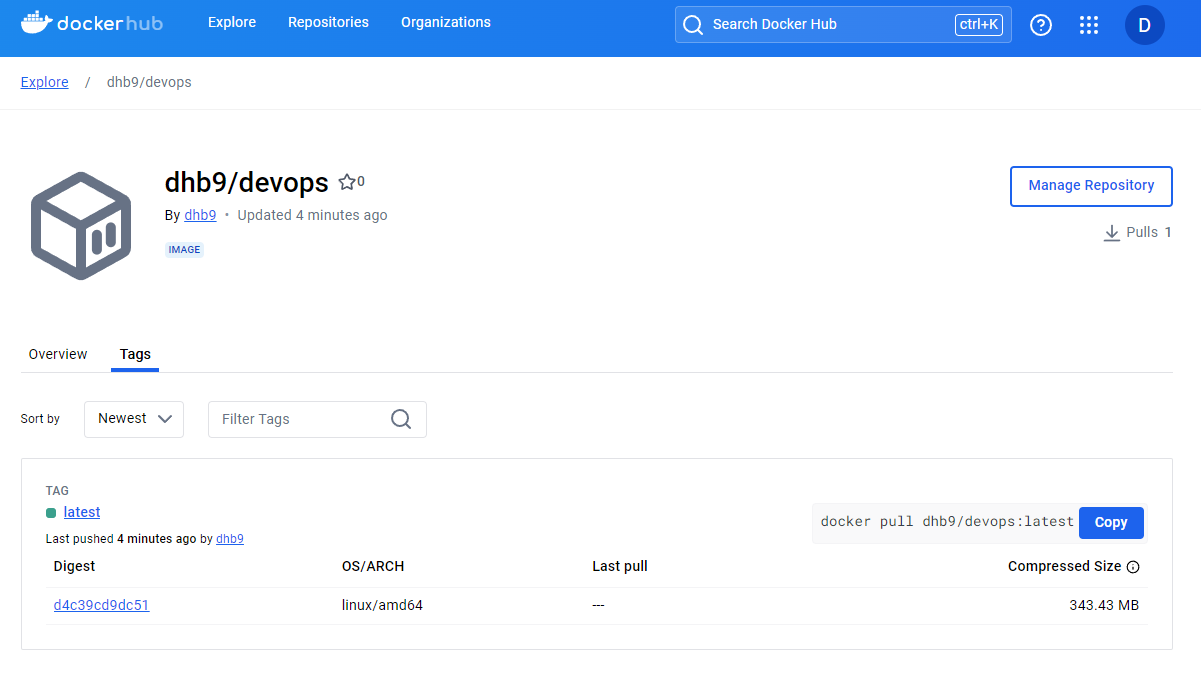 dockerhub Explore Repositories Organizations Search Docker Hub ctrl+K ? D
Explore / dhb9/devops
dhb9/devops 0
Manage Repository
By dhb9 • Updated 4 minutes ago
Pulls 1
IMAGE
Overview Tags
Sort by Newest Filter Tags
TAG
latest
docker pull dhb9/devops:latest Copy
Last pushed 4 minutes ago by dhb9
Digest OS/ARCH Last pull Compressed Size
d4c39cd9dc51 linux/amd64 --- 343.43 MB